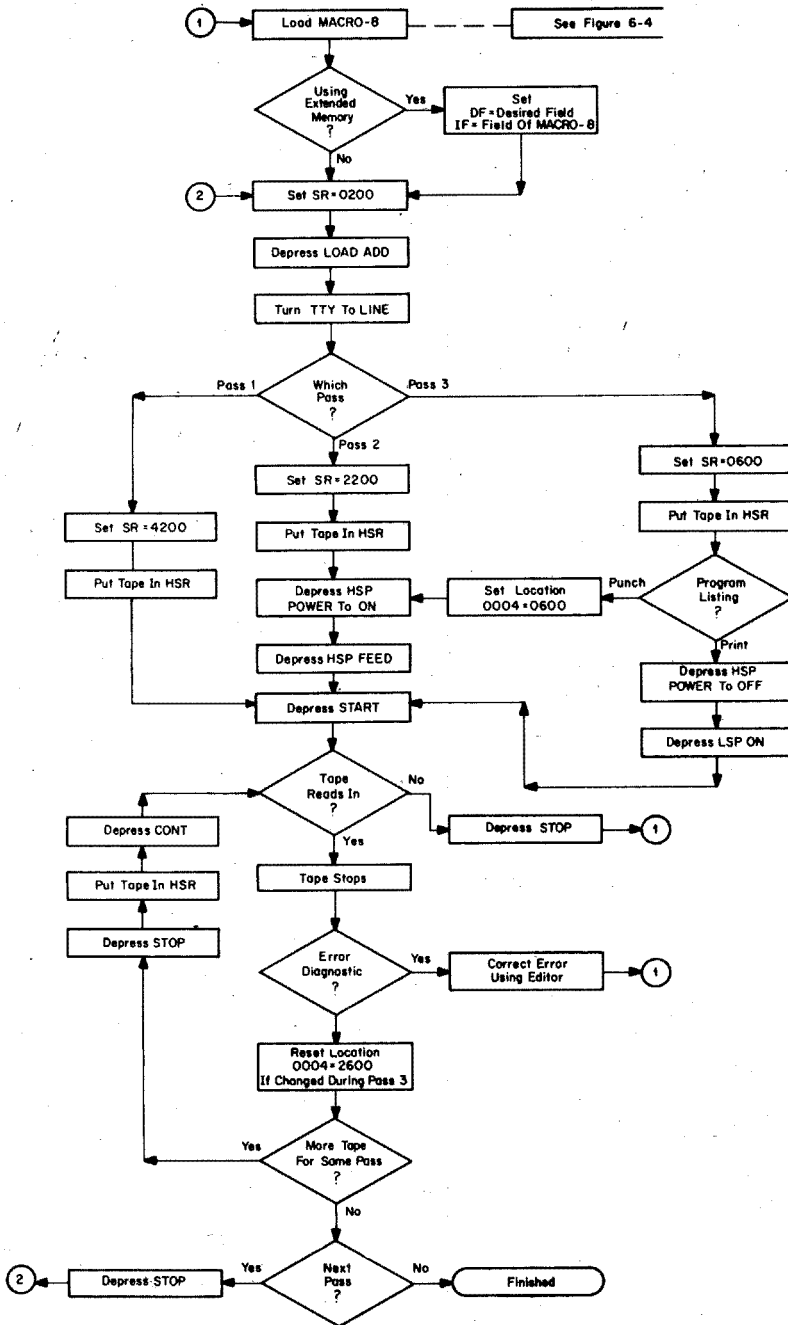 1
Load MACRO-8
See Figure 6-4
Using
Extended
Memory
?
Yes
Set
DF=Desired Field
IF=Field Of MACRO-8
No
2
Set SR=0200
Depress LOAD ADD
Turn TTY To LINE
Pass 1
Which
Pass
?
Pass 3
Pass 2
Set SR=2200
Set SR=0600
Set SR=4200
Put Tape In HSR
Put Tape In HSR
Put Tape In HSR
Depress HSP
POWER To ON
Set Location
0004=0600
Punch
Program
Listing
?
Print
Depress HSP FEED
Depress HSP
POWER To OFF
Depress START
Depress LSP ON
Tape
Reads In
?
No
Depress STOP
1
Yes
Depress CONT
Put Tape In HSR
Depress STOP
Tape Stops
Error
Diagnostic
?
Yes
Correct Error
Using Editor
1
Reset Location
0004=2600
If Changed During Pass 3
Yes
More Tape
For Same Pass
?
No
2
Depress STOP
Yes
Next
Pass
?
No
Finished